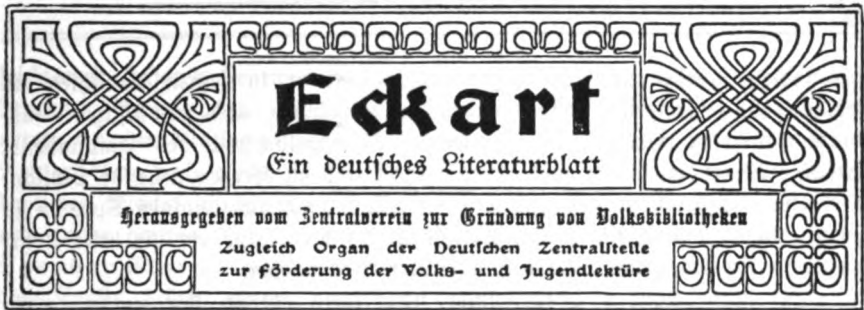 Eckart
Ein deutſches Literaturblatt
Herausgegeben vom Zentralverein zur Gründung von Volksbibliotheken
Zugleich Organ der Deutſchen Zentralſtelle
zur Förderung der Volks- und Jugendlektüre